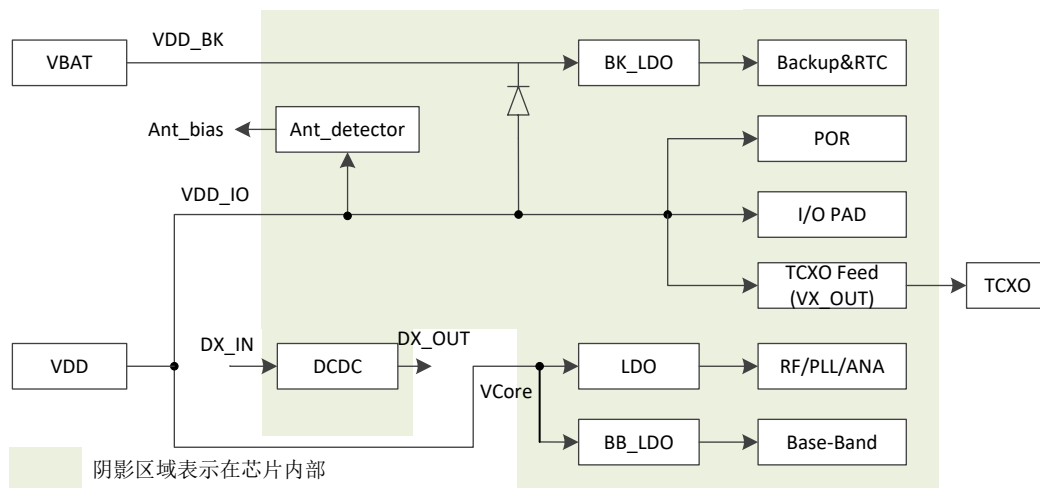 VDD_BK
VBAT
BK_LDO
Backup&RTC
Ant_bias
Ant_detector
POR
VDD_IO
I/O PAD
TCXO Feed
(VX_OUT)
TCXO
DX_IN
DX_OUT
VDD
DCDC
LDO
RF/PLL/ANA
VCore
BB_LDO
Base-Band
阴影区域表示在芯片内部